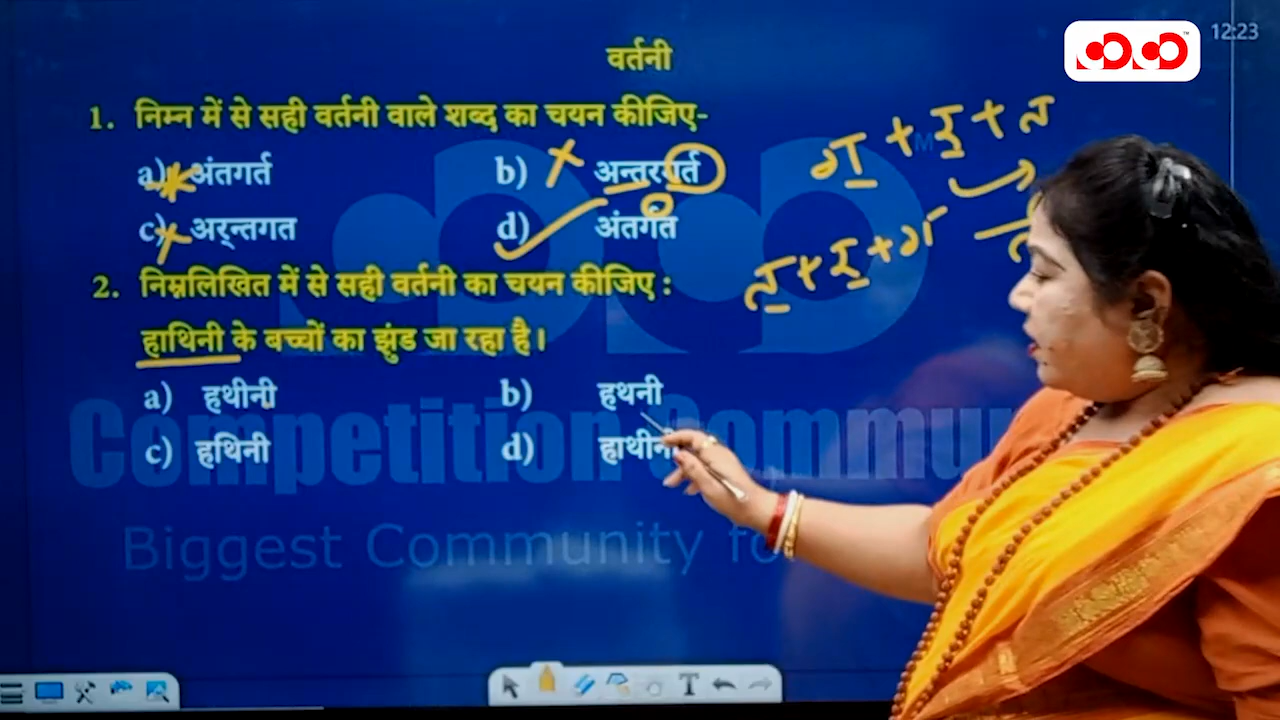 12:23
वर्तनी
1. निम्न में से सही वर्तनी वाले शब्द का चयन कीजिए-
a) अंतगर्त b) अन्तरगर्त
c) अर्न्तगत d) अंतर्गत
2. निम्नलिखित में से सही वर्तनी का चयन कीजिए :
हाथिनी के बच्चों का झुंड जा रहा है।
a) हथीनी b) हथनी
c) हथिनी d) हाथीनी
Competition Commu
Biggest Community fo